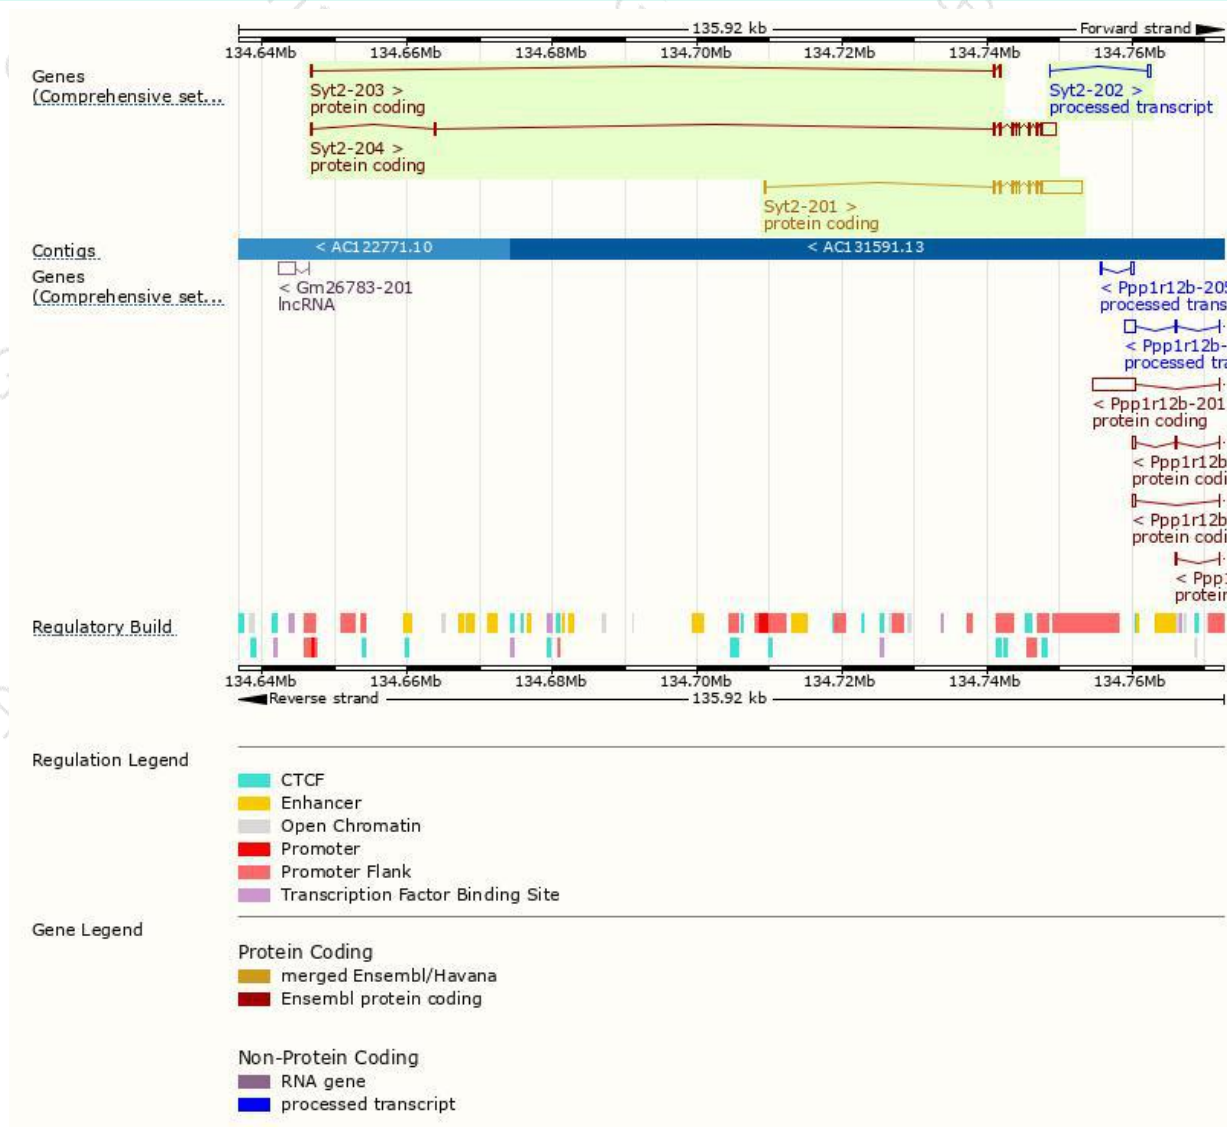 135.92 kb Forward strand
134.64Mb 134.66Mb 134.68Mb 134.70Mb 134.72Mb 134.74Mb 134.76Mb
Genes
(Comprehensive set...
Syt2-203 >
protein coding
Syt2-202 >
processed transcript
Syt2-204 >
protein coding
Syt2-201 >
protein coding
Contigs
< AC122771.10 < AC131591.13
Genes
(Comprehensive set...
< Gm26783-201
lncRNA
< Ppp1r12b-205
processed trans
< Ppp1r12b-
processed tra
< Ppp1r12b-201
protein coding
< Ppp1r12b
protein codi
< Ppp1r12b
protein codi
< Ppp1
protein
Regulatory Build
134.64Mb 134.66Mb 134.68Mb 134.70Mb 134.72Mb 134.74Mb 134.76Mb
Reverse strand 135.92 kb
Regulation Legend
CTCF
Enhancer
Open Chromatin
Promoter
Promoter Flank
Transcription Factor Binding Site
Gene Legend
Protein Coding
merged Ensembl/Havana
Ensembl protein coding
Non-Protein Coding
RNA gene
processed transcript